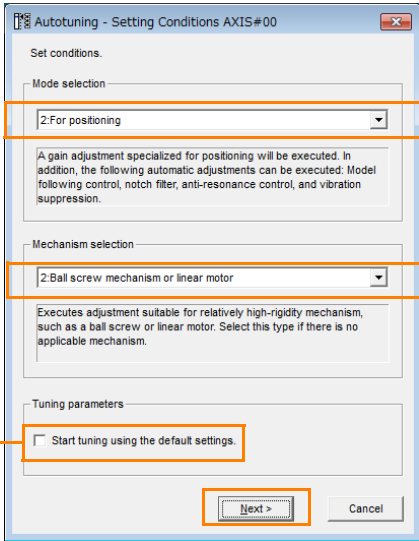 Autotuning - Setting Conditions AXIS#00
Set conditions.
Mode selection
2:For positioning
A gain adjustment specialized for positioning will be executed. In
addition, the following automatic adjustments can be executed: Model
following control, notch filter, anti-resonance control, and vibration
suppression.
Mechanism selection
2:Ball screw mechanism or linear motor
Executes adjustment suitable for relatively high-rigidity mechanism,
such as a ball screw or linear motor. Select this type if there is no
applicable mechanism.
Tuning parameters
Start tuning using the default settings.
Next >
Cancel